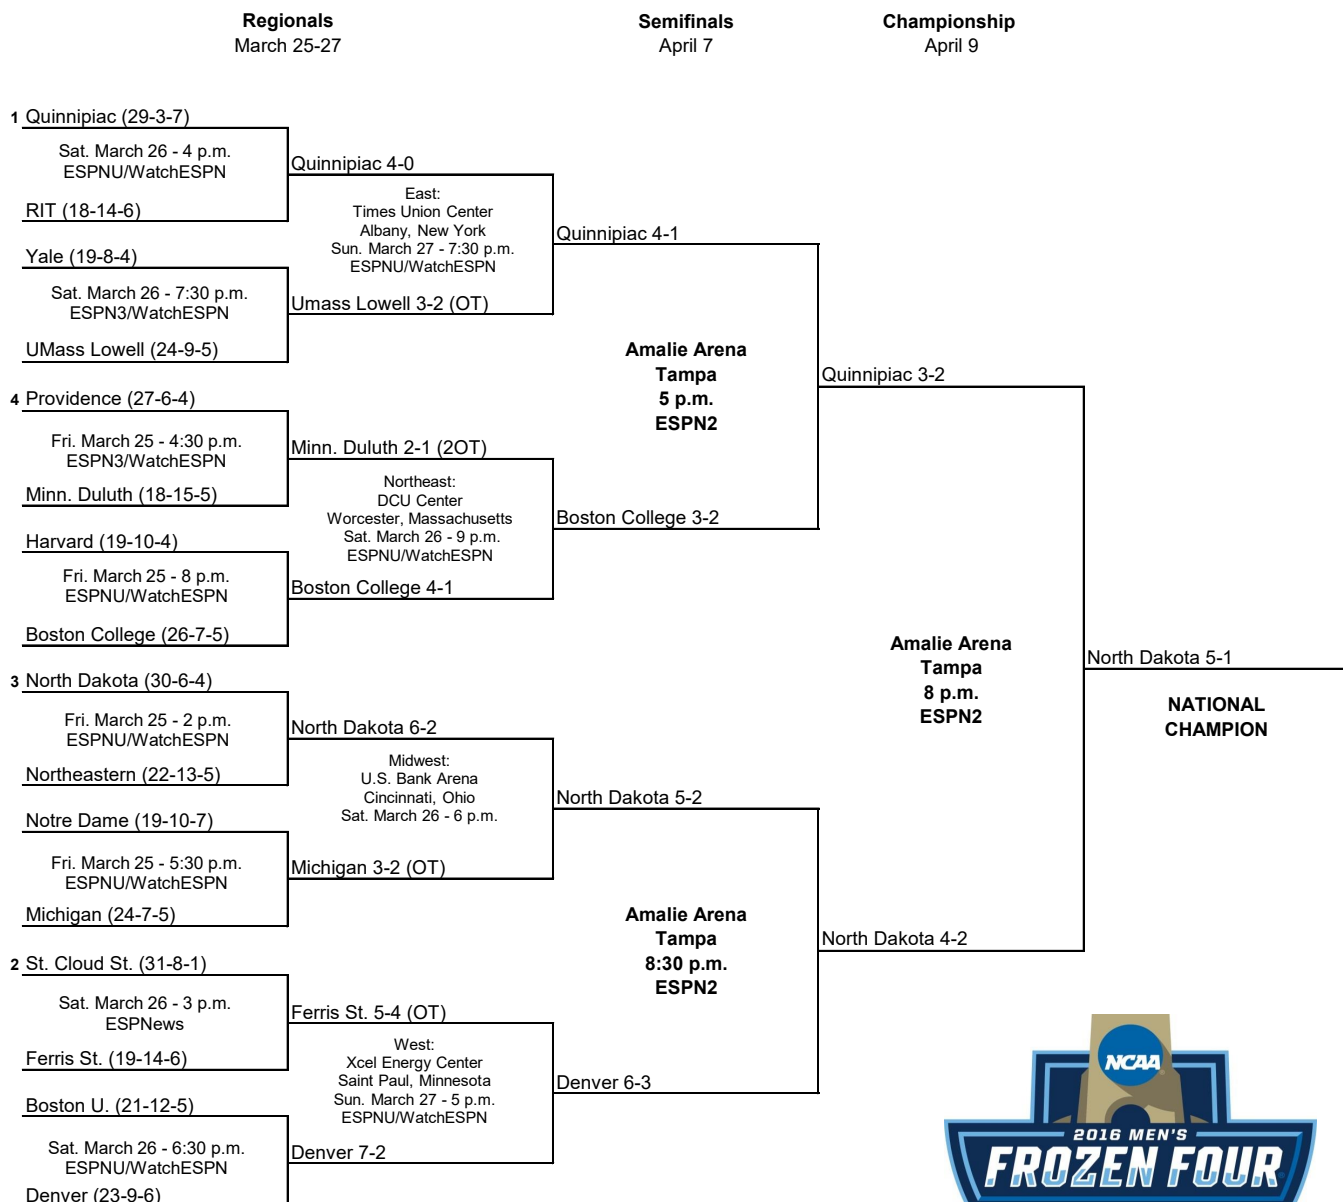 Regionals
March 25-27
Semifinals
April 7
Championship
April 9
1 Quinnipiac (29-3-7)
Sat. March 26 - 4 p.m.
ESPNU/WatchESPN
RIT (18-14-6)
Quinnipiac 4-0
East:
Times Union Center
Albany, New York
Sun. March 27 - 7:30 p.m.
ESPNU/WatchESPN
Yale (19-8-4)
Sat. March 26 - 7:30 p.m.
ESPN3/WatchESPN
UMass Lowell (24-9-5)
Umass Lowell 3-2 (OT)
Quinnipiac 4-1
4 Providence (27-6-4)
Fri. March 25 - 4:30 p.m.
ESPN3/WatchESPN
Minn. Duluth (18-15-5)
Minn. Duluth 2-1 (2OT)
Northeast:
DCU Center
Worcester, Massachusetts
Sat. March 26 - 9 p.m.
ESPNU/WatchESPN
Harvard (19-10-4)
Fri. March 25 - 8 p.m.
ESPNU/WatchESPN
Boston College (26-7-5)
Boston College 4-1
Boston College 3-2
Amalie Arena
Tampa
5 p.m.
ESPN2
Quinnipiac 3-2
3 North Dakota (30-6-4)
Fri. March 25 - 2 p.m.
ESPNU/WatchESPN
Northeastern (22-13-5)
North Dakota 6-2
Midwest:
U.S. Bank Arena
Cincinnati, Ohio
Sat. March 26 - 6 p.m.
Notre Dame (19-10-7)
Fri. March 25 - 5:30 p.m.
ESPNU/WatchESPN
Michigan (24-7-5)
Michigan 3-2 (OT)
North Dakota 5-2
2 St. Cloud St. (31-8-1)
Sat. March 26 - 3 p.m.
ESPNews
Ferris St. (19-14-6)
Ferris St. 5-4 (OT)
West:
Xcel Energy Center
Saint Paul, Minnesota
Sun. March 27 - 5 p.m.
ESPNU/WatchESPN
Boston U. (21-12-5)
Sat. March 26 - 6:30 p.m.
ESPNU/WatchESPN
Denver (23-9-6)
Denver 7-2
Denver 6-3
Amalie Arena
Tampa
8:30 p.m.
ESPN2
North Dakota 4-2
Amalie Arena
Tampa
8 p.m.
ESPN2
North Dakota 5-1
NATIONAL
CHAMPION
NCAA
2016 MEN'S
FROZEN FOUR